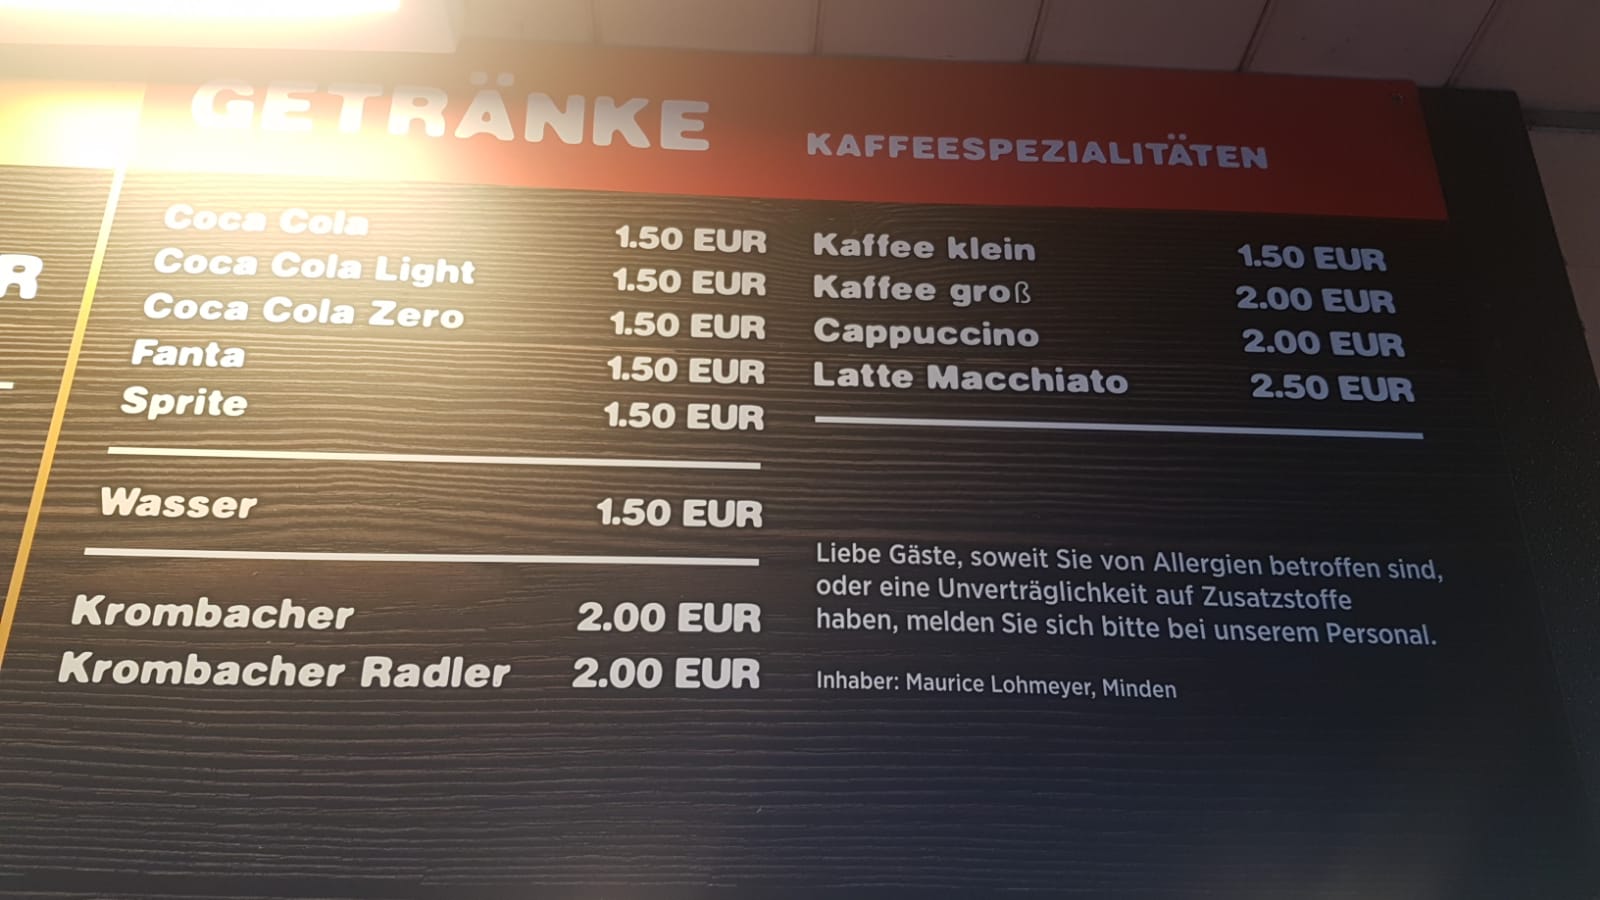 GETRÄNKE
Coca Cola 1.50 EUR
Coca Cola Light 1.50 EUR
Coca Cola Zero 1.50 EUR
Fanta 1.50 EUR
Sprite 1.50 EUR
Wasser 1.50 EUR
Krombacher 2.00 EUR
Krombacher Radler 2.00 EUR
KAFFEESPEZIALITÄTEN
Kaffee klein 1.50 EUR
Kaffee groß 2.00 EUR
Cappuccino 2.00 EUR
Latte Macchiato 2.50 EUR
Liebe Gäste, soweit Sie von Allergien betroffen sind,
oder eine Unverträglichkeit auf Zusatzstoffe
haben, melden Sie sich bitte bei unserem Personal.
Inhaber: Maurice Lohmeyer, Minden